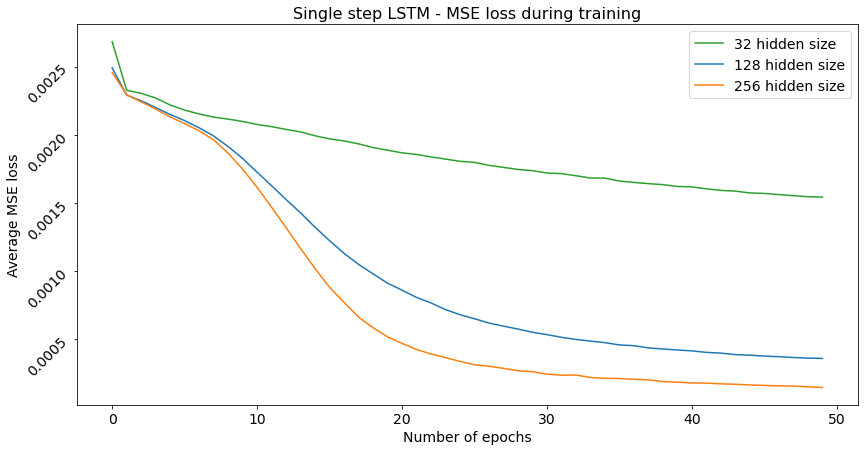 Single step LSTM - MSE loss during training
32 hidden size
128 hidden size
256 hidden size
Average MSE loss
0.0025
0.0020
0.0015
0.0010
0.0005
0 10 20 30 40 50
Number of epochs